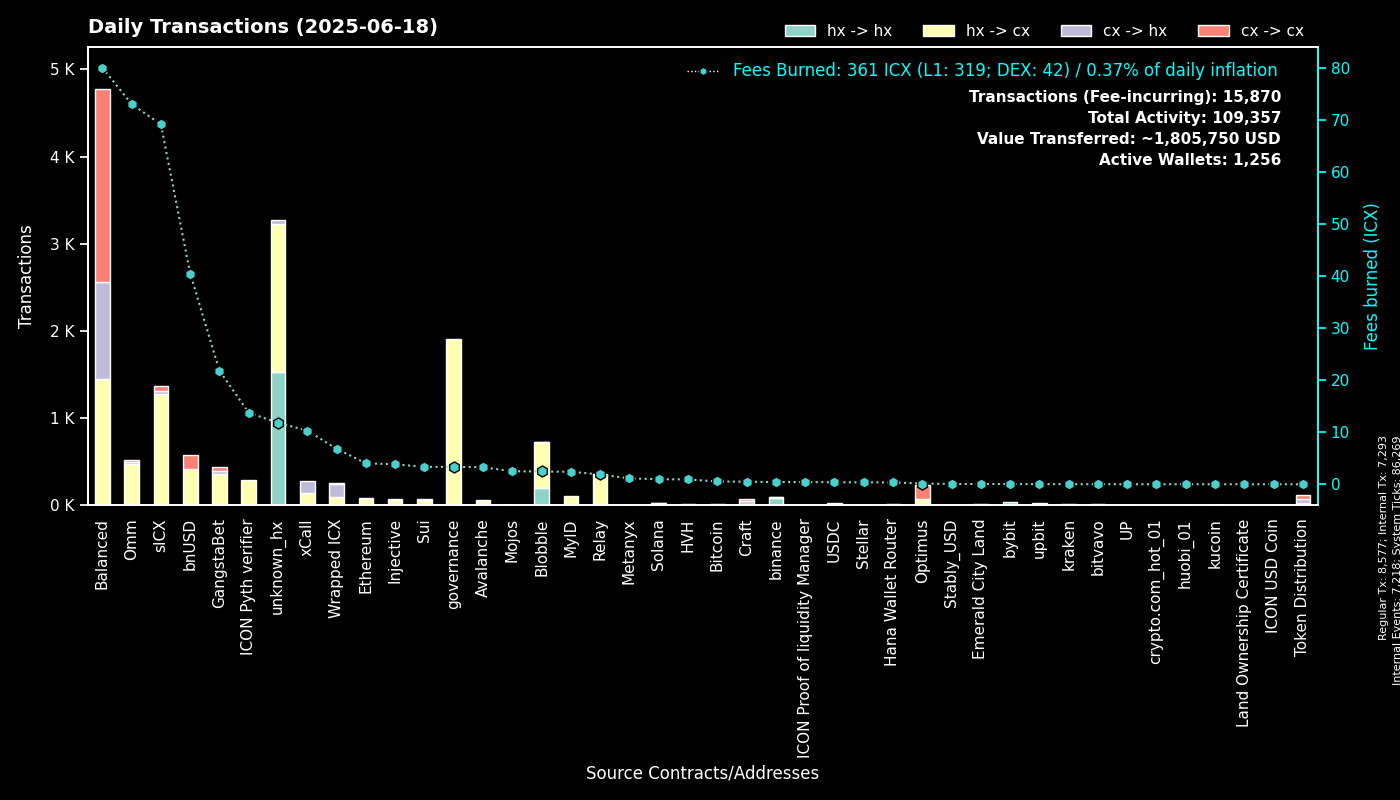 Daily Transactions (2025-06-18)
hx -> hx
hx -> cx
cx -> hx
cx -> cx
Fees Burned: 361 ICX (L1: 319; DEX: 42) / 0.37% of daily inflation
Transactions (Fee-incurring): 15,870
Total Activity: 109,357
Value Transferred: ~1,805,750 USD
Active Wallets: 1,256
Transactions
5 K
4 K
3 K
2 K
1 K
0 K
80
70
60
50
40
30
20
10
0
Fees burned (ICX)
Balanced
Omm
sICX
bnUSD
GangstaBet
ICON Pyth verifier
unknown_hx
xCall
Wrapped ICX
Ethereum
Injective
Sui
governance
Avalanche
Mojos
Blobble
MyID
Relay
Metanyx
Solana
HVH
Bitcoin
Craft
binance
ICON Proof of liquidity Manager
USDC
Stellar
Hana Wallet Router
Optimus
Stably_USD
Emerald City Land
bybit
upbit
kraken
bitvavo
UP
crypto.com_hot_01
huobi_01
kucoin
Land Ownership Certificate
ICON USD Coin
Token Distribution
Source Contracts/Addresses
Regular Tx: 8,577; Internal Tx: 7,293
Internal Events: 7,218; System Ticks: 86,269